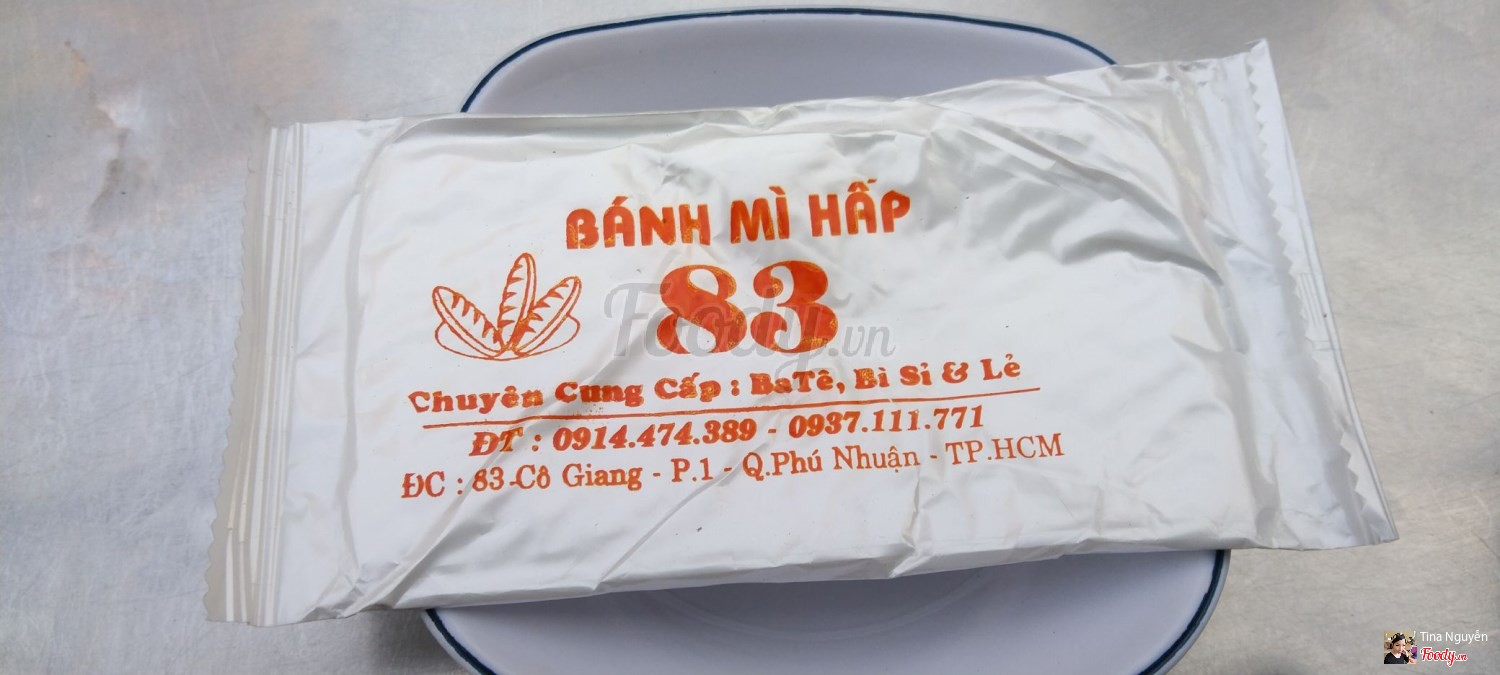 BÁNH MÌ HẤP
83
Foody.vn
Chuyên Cung Cấp : BaTê, Bì Sỉ & Lẻ
ĐT : 0914.474.389 - 0937.111.771
ĐC : 83-Cô Giang - P.1 - Q.Phú Nhuận - TP.HCM
Tina Nguyễn
Foody.vn